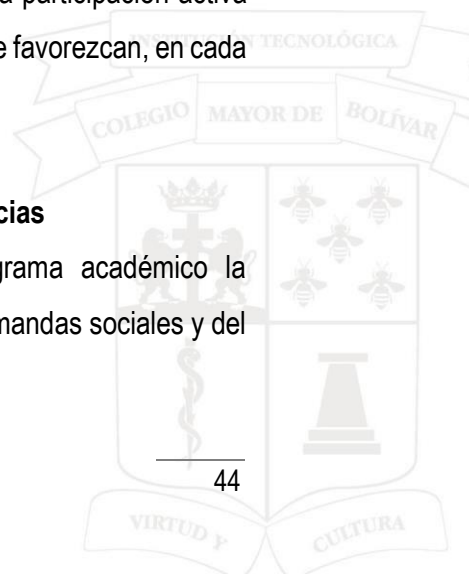 a participación activa
e favorezcan, en cada
INSTITUCIÓN TECNOLÓGICA
COLEGIO MAYOR DE BOLÍVAR
cias
grama académico la
mandas sociales y del
44
VIRTUD Y CULTURA